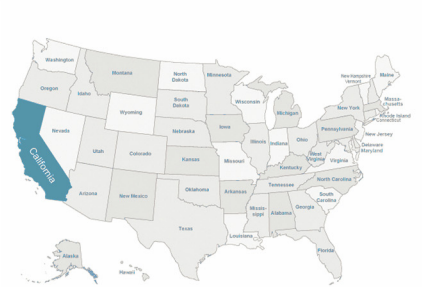 Washington
Montana
North
Dakota
Minnesota
Oregon
Idaho
South
Dakota
Wyoming
Wisconsin
Michigan
New Hampshire
Vermont
Maine
New York
Massa-
chusetts
Rhode Island
Connecticut
Nevada
Utah
Colorado
Nebraska
Iowa
Illinois
Indiana
Ohio
Pennsylvania
New Jersey
Delaware
Maryland
California
Kansas
Missouri
Kentucky
West
Virginia
Virginia
Arizona
New Mexico
Oklahoma
Arkansas
Tennessee
North Carolina
South
Carolina
Texas
Louisiana
Missis-
sippi
Alabama
Georgia
Florida
Alaska
Hawaii